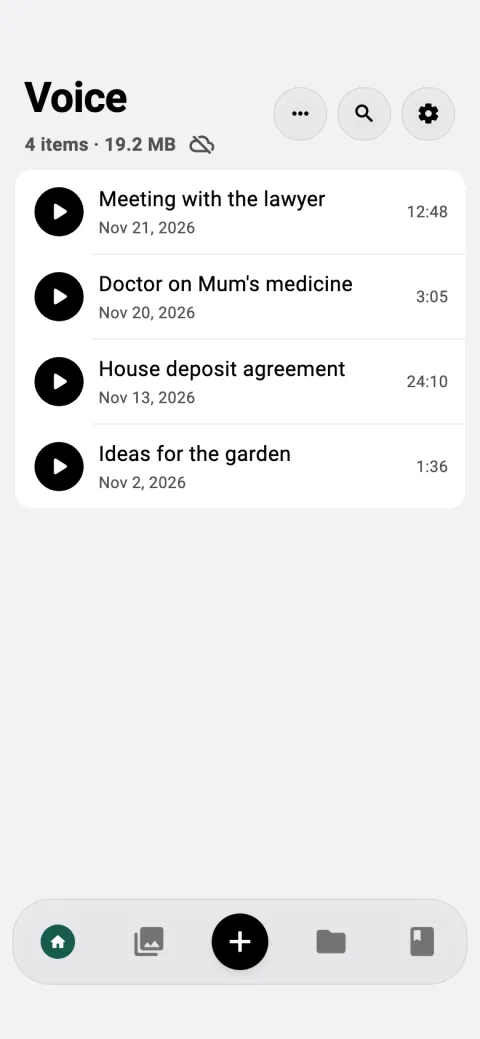 Voice
4 items · 19.2 MB
Meeting with the lawyer
Nov 21, 2026
12:48
Doctor on Mum's medicine
Nov 20, 2026
3:05
House deposit agreement
Nov 13, 2026
24:10
Ideas for the garden
Nov 2, 2026
1:36